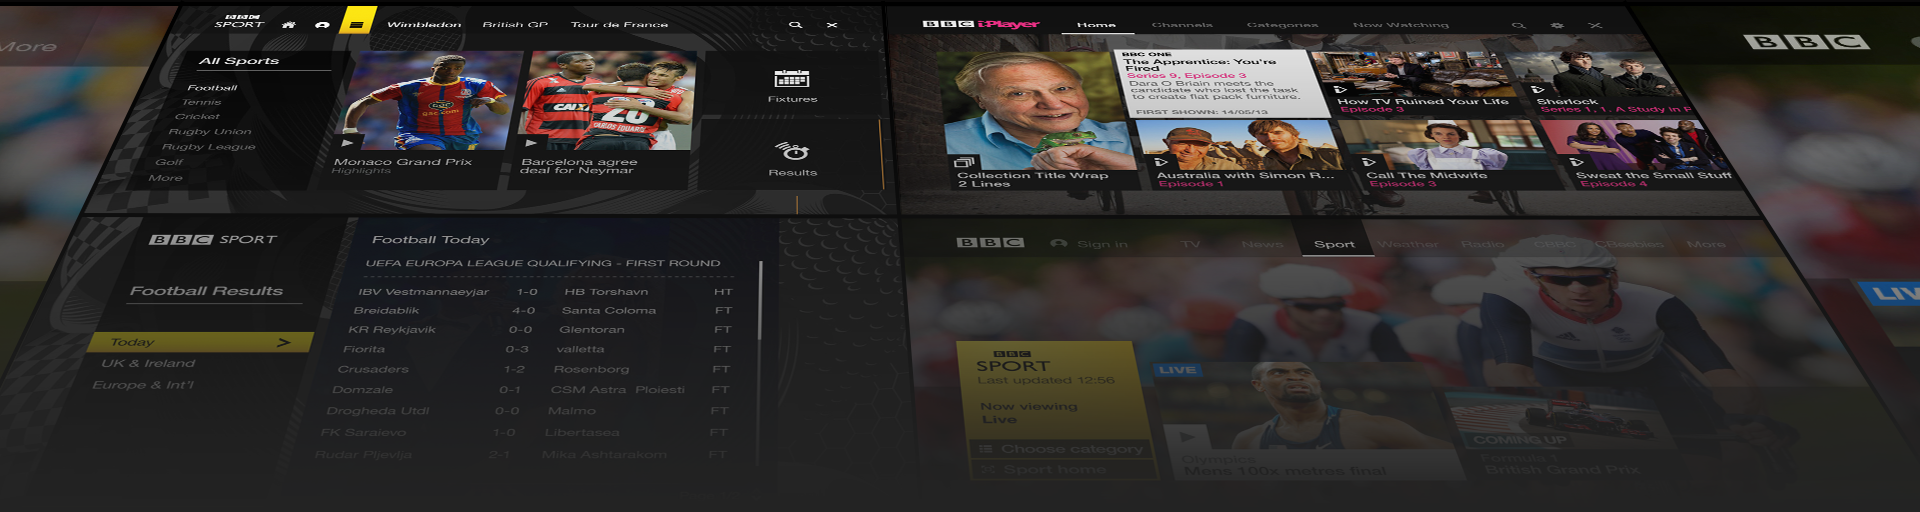 More
BBC
SPORT
Wimbledon
British GP
Tour de France
All Sports
Football
Tennis
Cricket
Rugby Union
Rugby League
Golf
More
Monaco Grand Prix
Highlights
Barcelona agree
deal for Neymar
Fixtures
Results
BBC iPlayer
Home
Channels
Categories
Now Watching
Collection Title Wrap
2 Lines
BBC ONE
The Apprentice: You're
Fired
Series 9, Episode 3
Dara O Briain meets the
candidate who lost the task
to create flat pack furniture.
FIRST SHOWN: 14/05/13
How TV Ruined Your Life
Episode 3
Sherlock
Series 1, 1. A Study in P
Australia with Simon R...
Episode 1
Call The Midwife
Episode 3
Sweat the Small Stuff
Episode 4
BBC
BBC SPORT
Football Results
Today >
UK & Ireland
Europe & Int'l
Football Today
UEFA EUROPA LEAGUE QUALIFYING - FIRST ROUND
IBV Vestmannaeyjar 1-0 HB Torshavn HT
Breidablik 4-0 Santa Coloma FT
KR Reykjavik 0-0 Glentoran FT
Fiorita 0-3 valletta FT
Crusaders 1-2 Rosenborg FT
Domzale 0-1 CSM Astra Ploiesti FT
Drogheda Utdl 0-0 Malmo FT
FK Saraievo 1-0 Libertasea FT
Rudar Pljevlja 2-1 Mika Ashtarakom FT
BBC
Sign in
TV
News
Sport
Weather
Radio
CBBC
CBeebies
More
BBC
SPORT
Last updated 12:56
Now viewing
Live
Choose category
Sport home
LIVE
Olympics
Mens 100x metres final
COMING UP
Formula 1
British Grand Prix
LIV